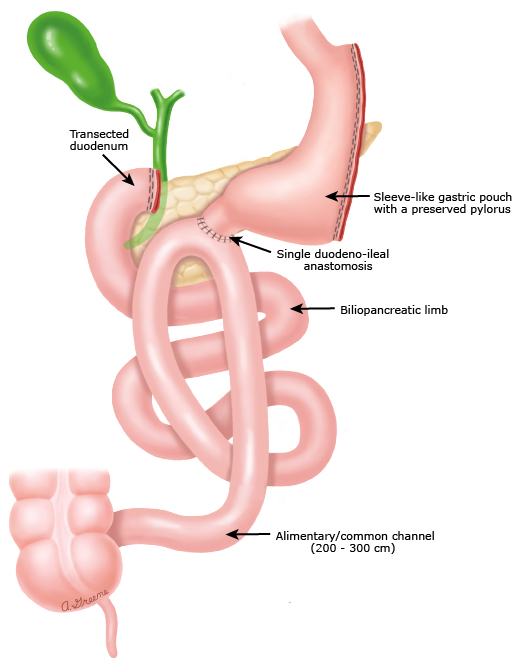 Transected
duodenum
Sleeve-like gastric pouch
with a preserved pylorus
Single duodeno-ileal
anastomosis
Biliopancreatic limb
Alimentary/common channel
(200 - 300 cm)
A. Greene